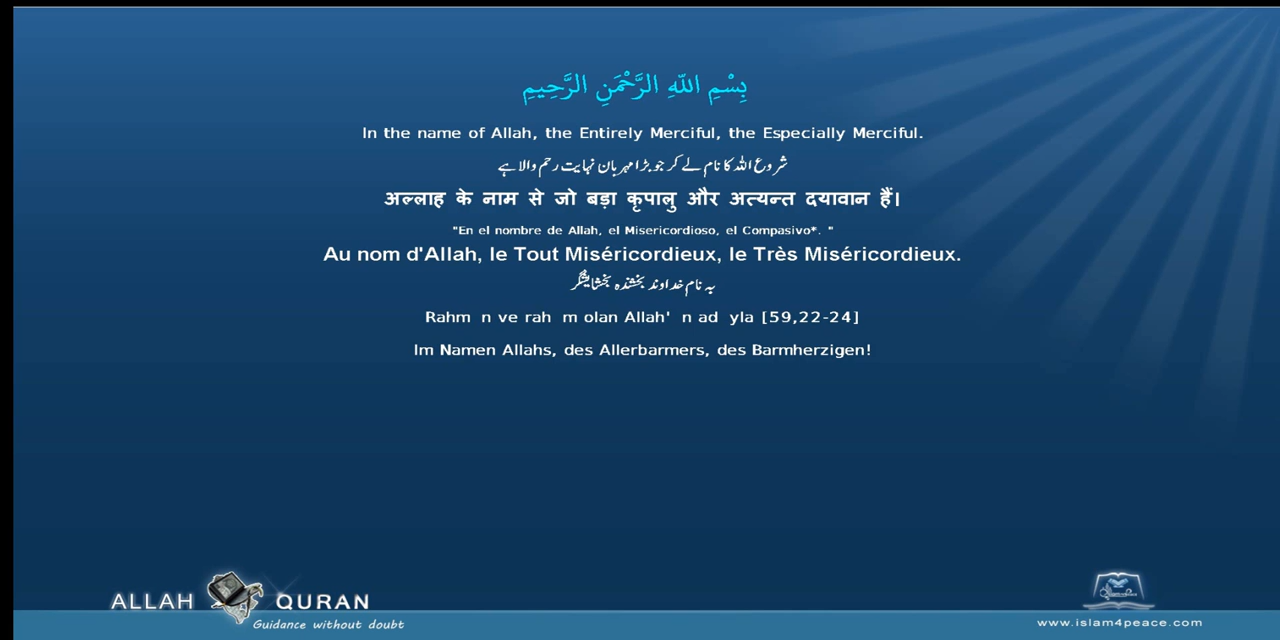 بِسْمِ اللّهِ الرَّحْمَنِ الرَّحِيمِ
In the name of Allah, the Entirely Merciful, the Especially Merciful.
شروع اللہ کا نام لے کر جو بڑا مہربان نہایت رحم والا ہے
अल्लाह के नाम से जो बड़ा कृपालु और अत्यन्त दयावान हैं।
"En el nombre de Allah, el Misericordioso, el Compasivo*. "
Au nom d'Allah, le Tout Miséricordieux, le Très Miséricordieux.
به نام خداوند بخشنده بخشایشگر
Rahm n ve rah m olan Allah' n ad yla [59,22-24]
Im Namen Allahs, des Allerbarmers, des Barmherzigen!
ALLAH QURAN
Guidance without doubt
www.islam4peace.com